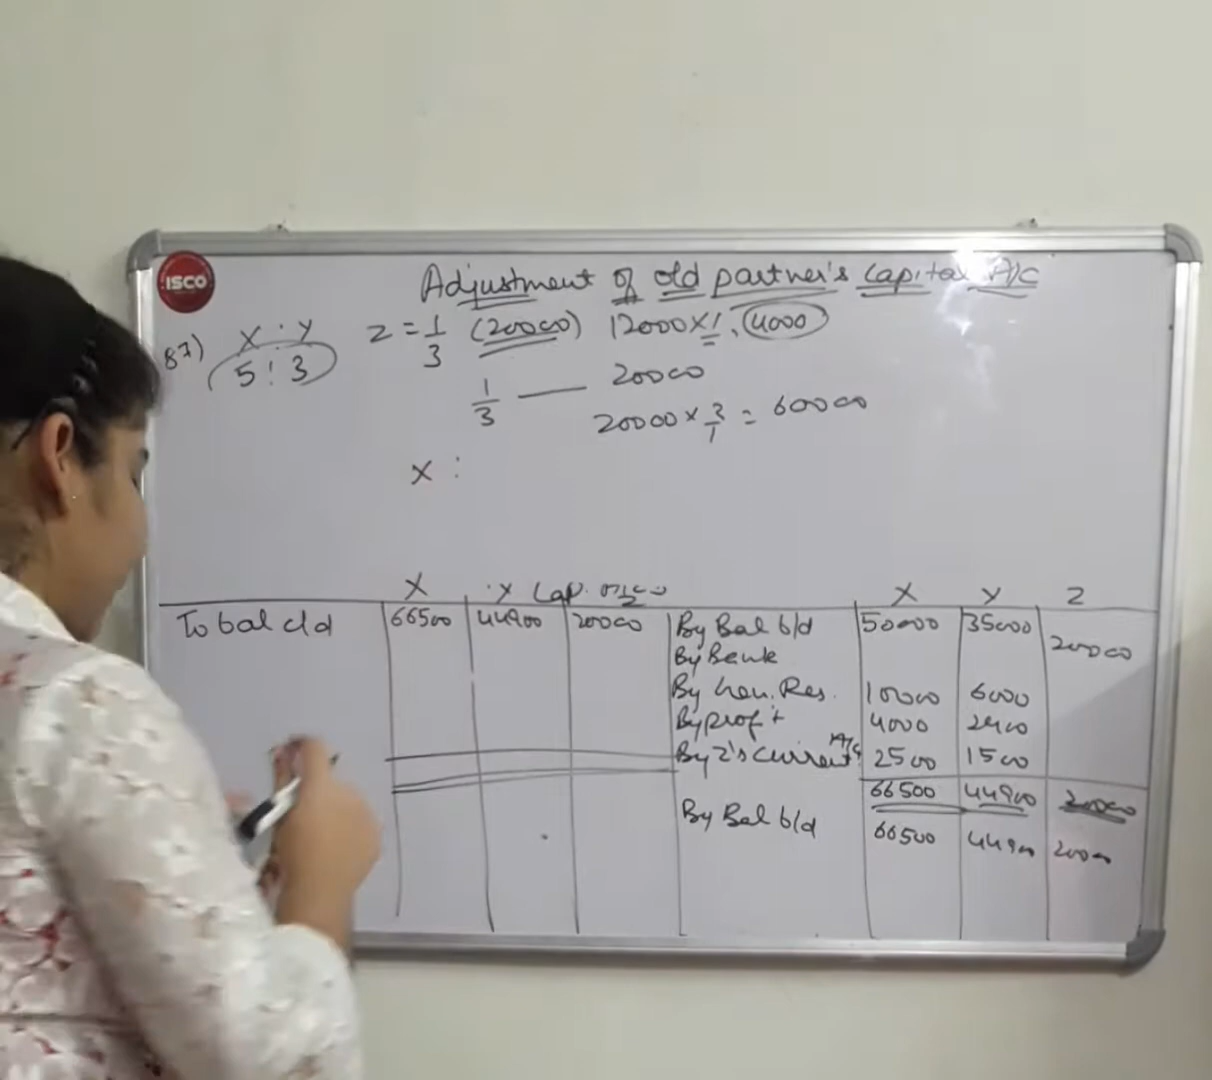 ISCO
Adjustment of old partner's Capital A/C
87) X : Y Z = 1/3 (20000) 12000 X 1/ 4000
5 : 3
1/3 —— 20000
20000 x 3/1 = 60000
X :
X Y Cap. X Y Z
To bal c/d 66500 44900 20000 By Bal b/d 50000 35000
By Bank 20000
By Gen. Res. 10000 6000
By profit 4000 2400
By Z's Current A/c 2500 1500
66500 44900 20000
By Bal b/d 66500 44900 20000